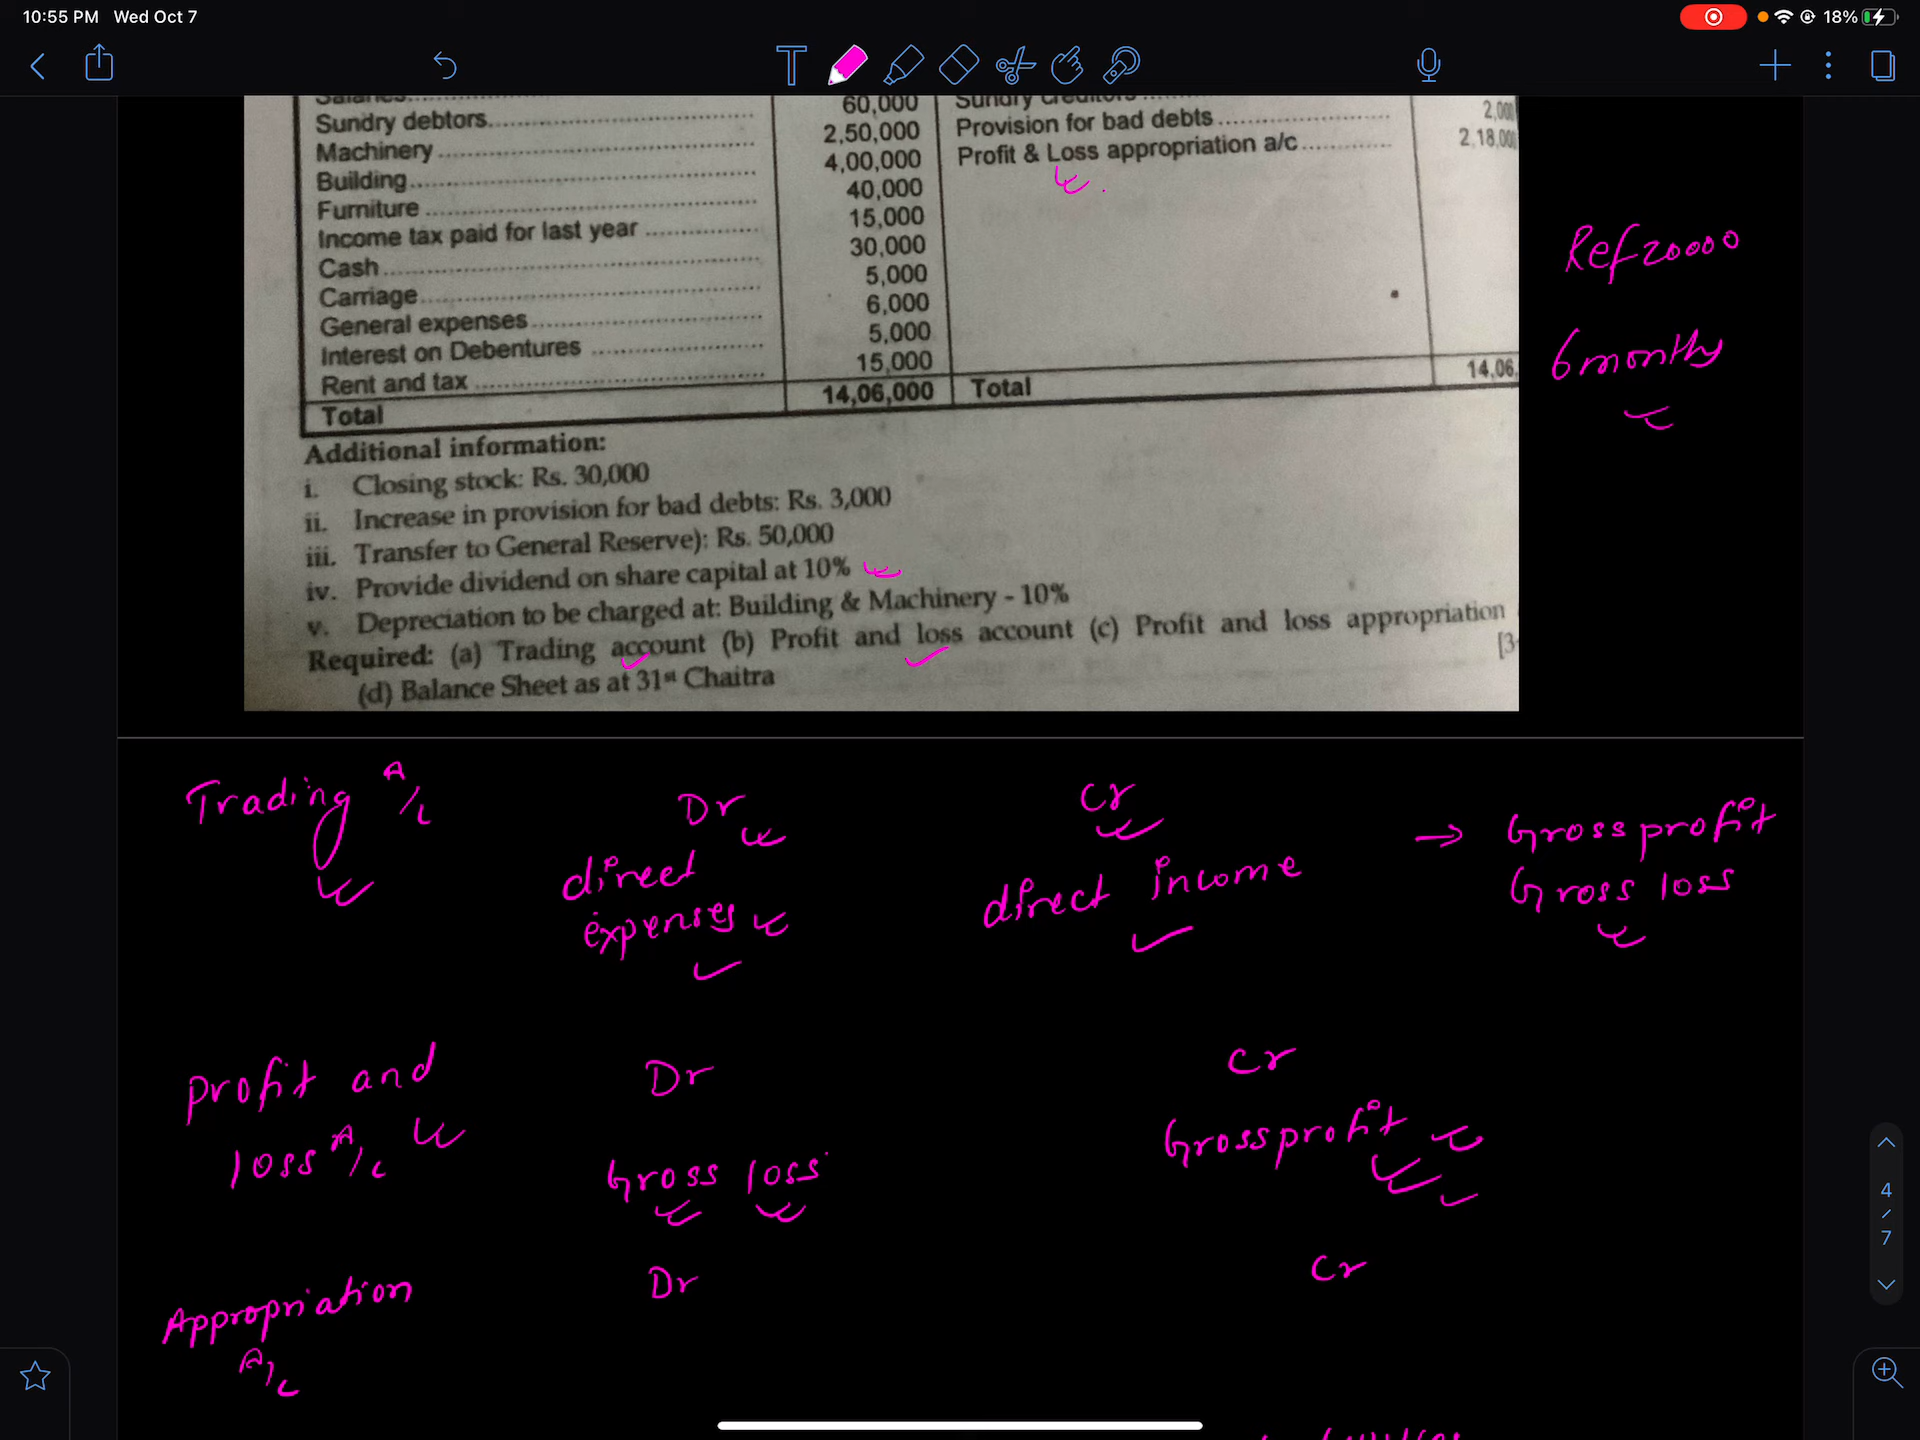 10:55 PM Wed Oct 7
18%
60,000
Sundry debtors
2,50,000
Provision for bad debts
2,000
Machinery
4,00,000
Profit & Loss appropriation a/c
2,18,000
Building
40,000
Furniture
15,000
Income tax paid for last year
30,000
Cash
5,000
Carriage
6,000
General expenses
5,000
Interest on Debentures
15,000
Rent and tax
14,06,000 Total 14,06,
Total
Ref 20000
6 monthly
Additional information:
i. Closing stock: Rs. 30,000
ii. Increase in provision for bad debts: Rs. 3,000
iii. Transfer to General Reserve): Rs. 50,000
iv. Provide dividend on share capital at 10%
v. Depreciation to be charged at: Building & Machinery - 10%
Required: (a) Trading account (b) Profit and loss account (c) Profit and loss appropriation
[3
(d) Balance Sheet as at 31st Chaitra
Trading A/c
Dr
direct
expenses
Cr
direct income
→ Gross profit
Gross loss
Profit and
loss A/c
Dr
Gross loss
Cr
Gross profit
Appropriation
A/c
Dr
Cr
4
/
7